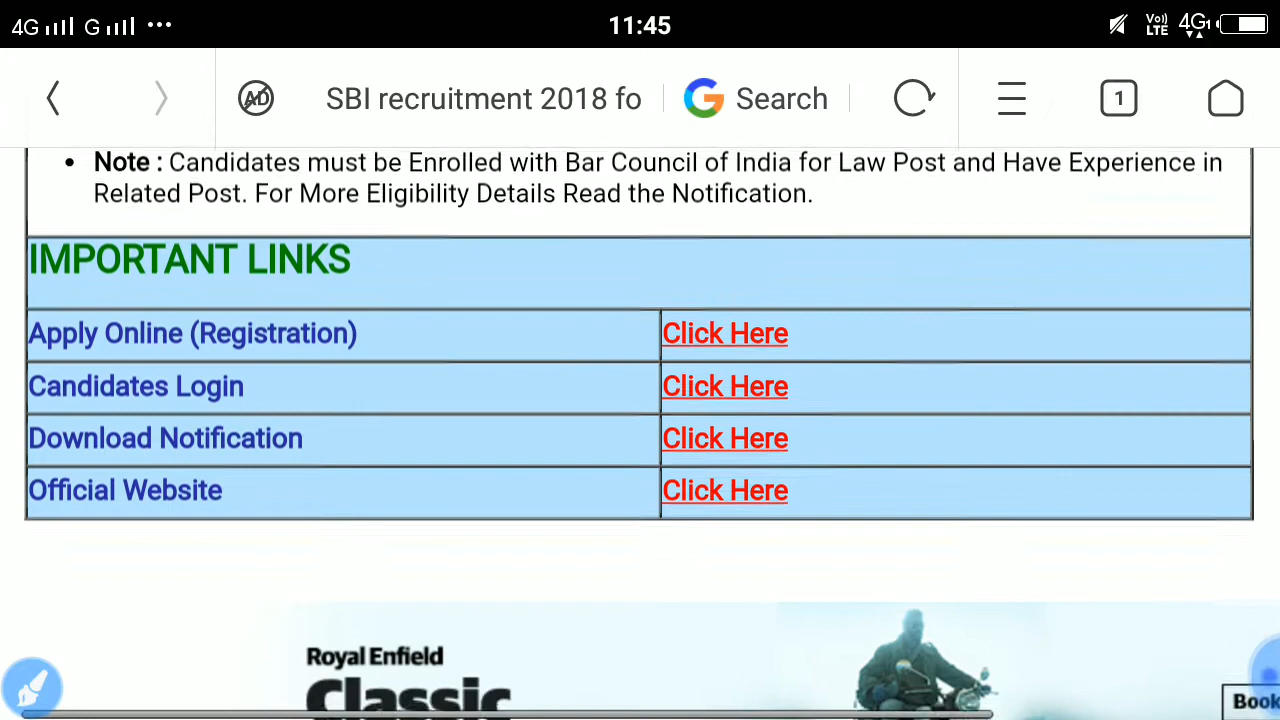 4G G ... 11:45 Vo)) LTE 4G
AD SBI recruitment 2018 fo Search 1
• Note : Candidates must be Enrolled with Bar Council of India for Law Post and Have Experience in
Related Post. For More Eligibility Details Read the Notification.
IMPORTANT LINKS
Apply Online (Registration) Click Here
Candidates Login Click Here
Download Notification Click Here
Official Website Click Here
Royal Enfield
Classic
Book